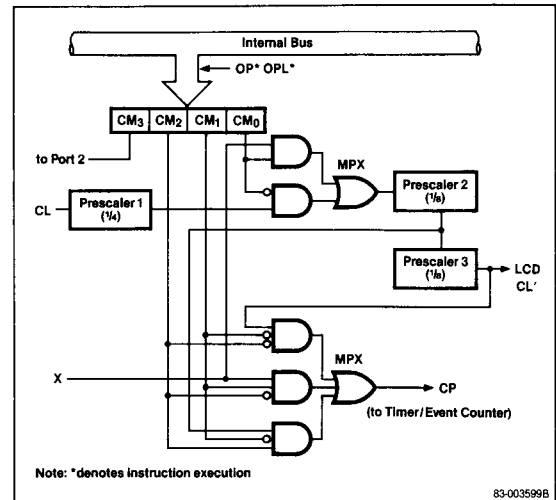 Internal Bus
OP* OPL*
CM3 CM2 CM1 CM0
to Port 2
MPX
CL
Prescaler 1
(1/4)
Prescaler 2
(1/8)
Prescaler 3
(1/8)
LCD
CL'
MPX
X
CP
(to Timer/Event Counter)
Note: *denotes instruction execution
83-003599B